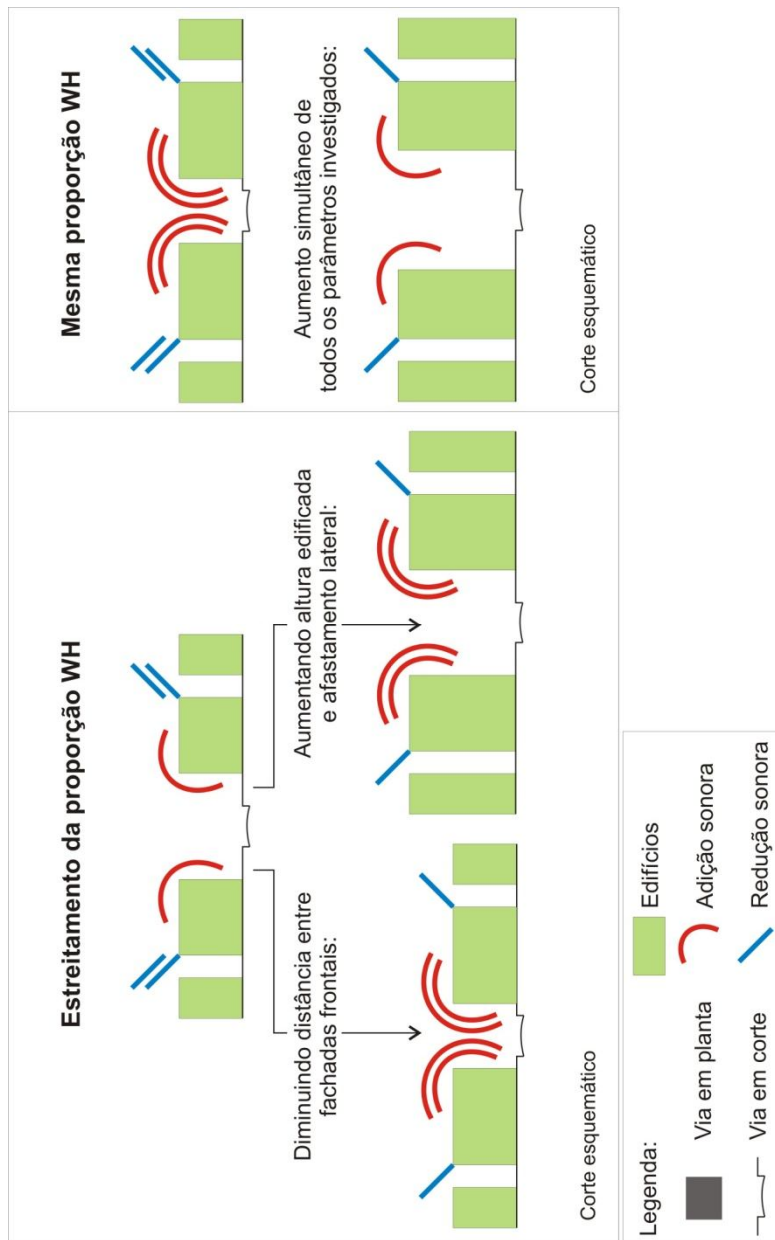 Estreitamento da proporção WH
Diminuindo distância entre
fachadas frontais:
Aumentando altura edificada
e afastamento lateral:
Corte esquemático
Mesma proporção WH
Aumento simultâneo de
todos os parâmetros investigados:
Corte esquemático
Legenda:
Via em planta
Via em corte
Edifícios
Adição sonora
Redução sonora